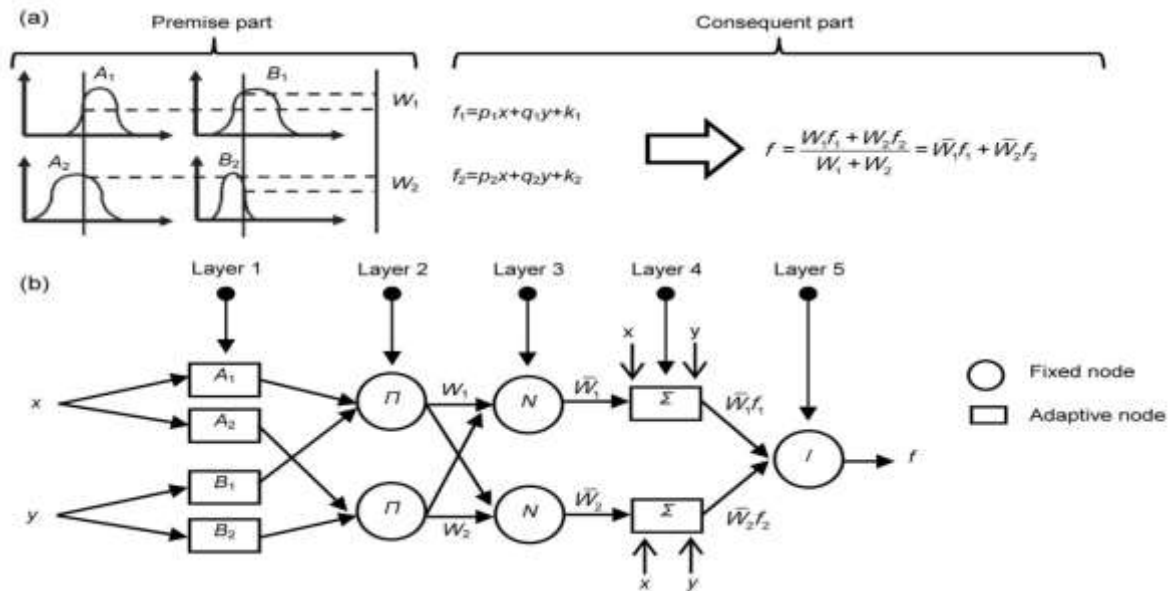 (a)
Premise part
Consequent part
A₁
B₁
W₁
f₁=p₁x+q₁y+k₁
f = (W₁f₁ + W₂f₂) / (W₁ + W₂) = W̄₁f₁ + W̄₂f₂
A₂
B₂
W₂
f₂=p₂x+q₂y+k₂
(b)
Layer 1
Layer 2
Layer 3
Layer 4
Layer 5
x
y
A₁
Π
W₁
N
W̄₁
Σ
W̄₁f₁
Fixed node
x
A₂
Adaptive node
I
f
B₁
y
B₂
Π
W₂
N
W̄₂
Σ
W̄₂f₂
x
y